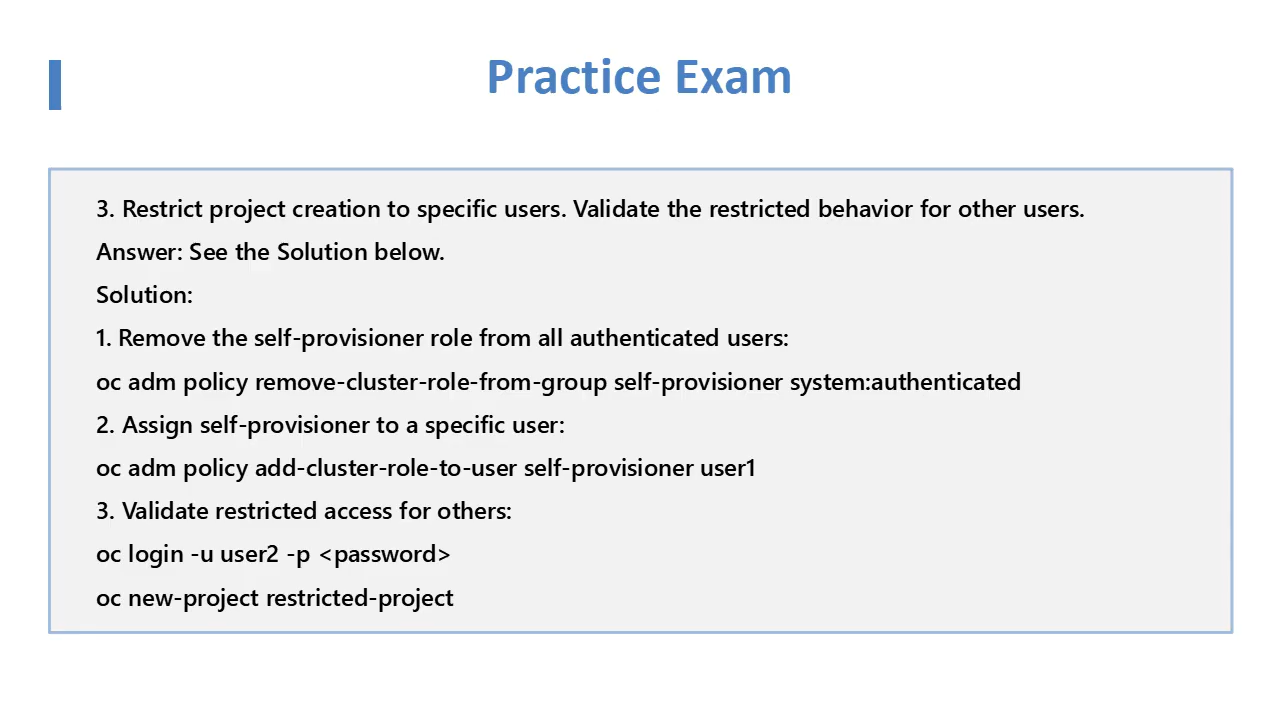 Practice Exam
3. Restrict project creation to specific users. Validate the restricted behavior for other users.
Answer: See the Solution below.
Solution:
1. Remove the self-provisioner role from all authenticated users:
oc adm policy remove-cluster-role-from-group self-provisioner system:authenticated
2. Assign self-provisioner to a specific user:
oc adm policy add-cluster-role-to-user self-provisioner user1
3. Validate restricted access for others:
oc login -u user2 -p <password>
oc new-project restricted-project